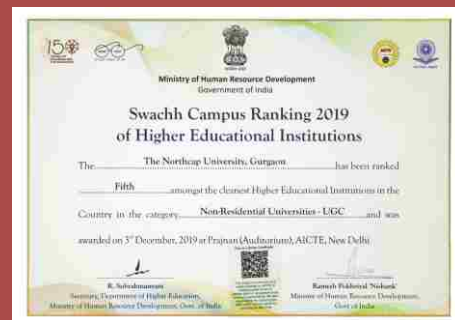 150
Ministry of Human Resource Development
Government of India
Swachh Campus Ranking 2019
of Higher Educational Institutions
The The Northcap University, Gurgaon has been ranked
Fifth amongst the cleanest Higher Educational Institutions in the
Country in the category Non-Residential Universities - UGC and was
awarded on 3rd December, 2019 at Prajnan (Auditorium), AICTE, New Delhi
R. Subrahmanyam
Secretary, Department of Higher Education,
Ministry of Human Resource Development, Govt. of India
Ramesh Pokhriyal 'Nishank'
Minister of Human Resource Development,
Govt of India